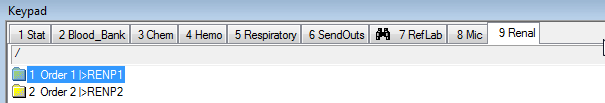 Keypad
1 Stat 2 Blood_Bank 3 Chem 4 Hemo 5 Respiratory 6 SendOuts 7 RefLab 8 Mic 9 Renal
/
1 Order 1 |>RENP1
2 Order 2 |>RENP2